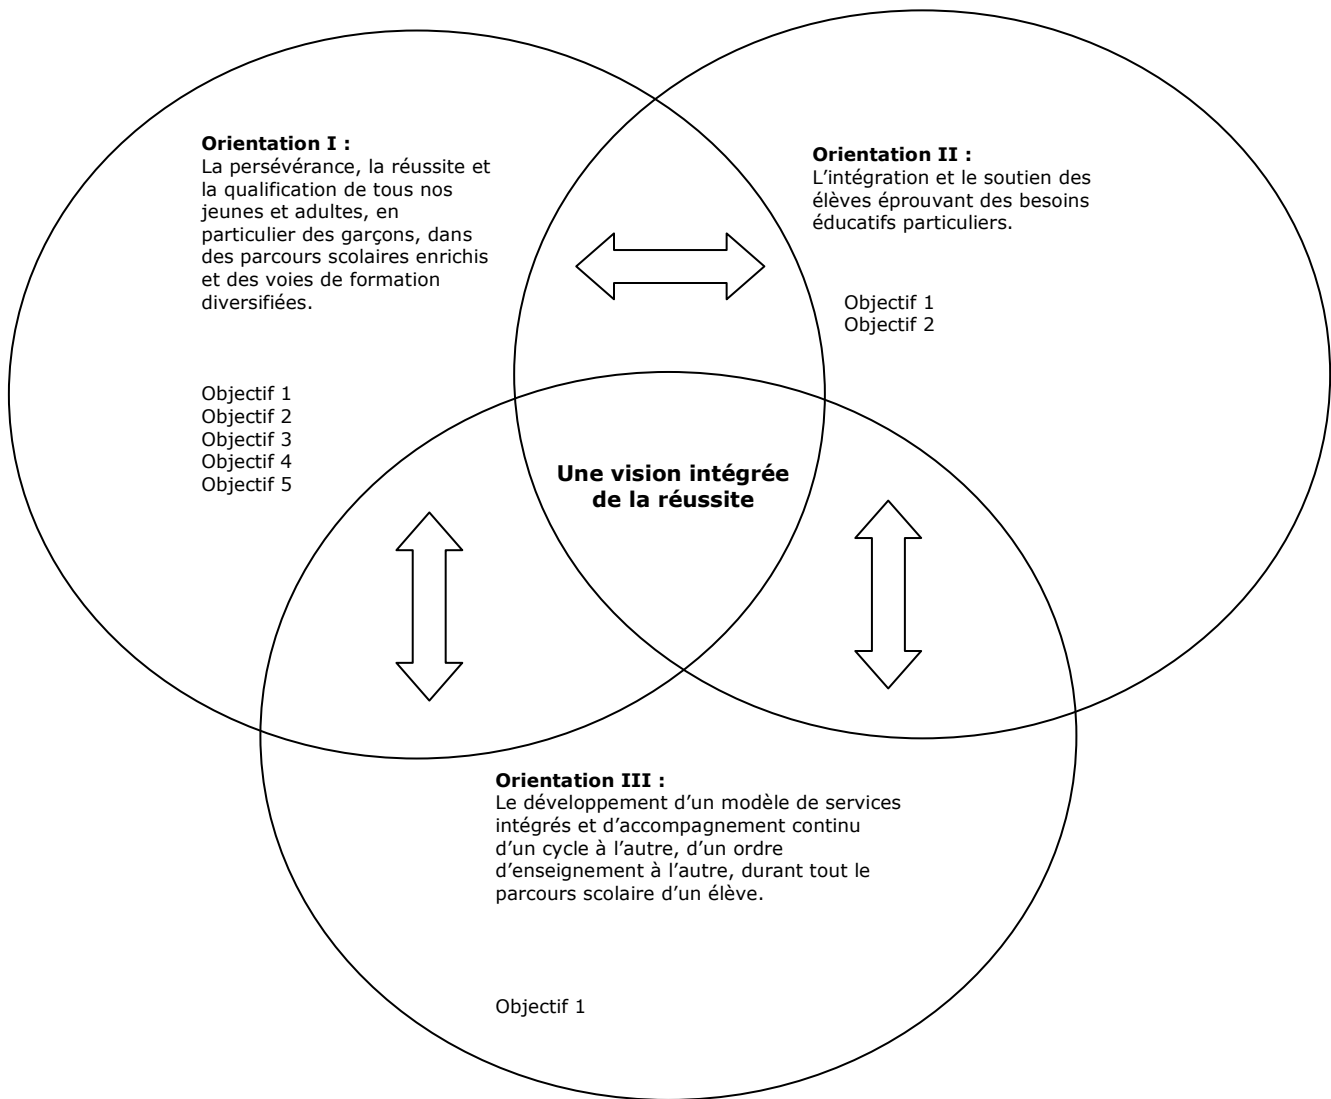 Orientation I :
La persévérance, la réussite et
la qualification de tous nos
jeunes et adultes, en
particulier des garçons, dans
des parcours scolaires enrichis
et des voies de formation
diversifiées.
Objectif 1
Objectif 2
Objectif 3
Objectif 4
Objectif 5
Orientation II :
L’intégration et le soutien des
élèves éprouvant des besoins
éducatifs particuliers.
Objectif 1
Objectif 2
Une vision intégrée
de la réussite
Orientation III :
Le développement d’un modèle de services
intégrés et d’accompagnement continu
d’un cycle à l’autre, d’un ordre
d’enseignement à l’autre, durant tout le
parcours scolaire d’un élève.
Objectif 1